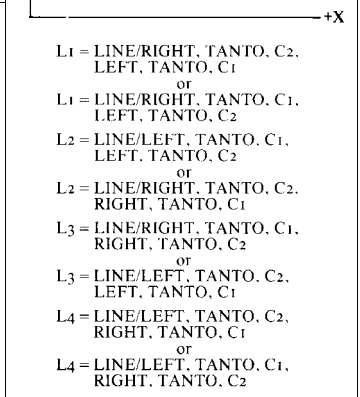 +X
L1 = LINE/RIGHT, TANTO, C2,
LEFT, TANTO, C1
or
L1 = LINE/RIGHT, TANTO, C1,
LEFT, TANTO, C2
L2 = LINE/LEFT, TANTO, C1,
LEFT, TANTO, C2
or
L2 = LINE/RIGHT, TANTO, C2,
RIGHT, TANTO, C1
L3 = LINE/RIGHT, TANTO, C1,
RIGHT, TANTO, C2
or
L3 = LINE/LEFT, TANTO, C2,
LEFT, TANTO, C1
L4 = LINE/LEFT, TANTO, C2,
RIGHT, TANTO, C1
or
L4 = LINE/LEFT, TANTO, C1,
RIGHT, TANTO, C2